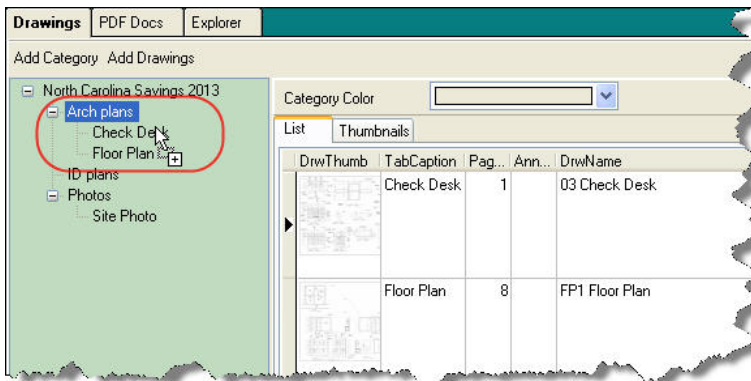 Drawings PDF Docs Explorer
Add Category Add Drawings
North Carolina Savings 2013
Arch plans
Check Desk
Floor Plan
ID plans
Photos
Site Photo
Category Color
List Thumbnails
DrwThumb TabCaption Pag... Ann... DrwName
Check Desk 1 03 Check Desk
Floor Plan 8 FP1 Floor Plan